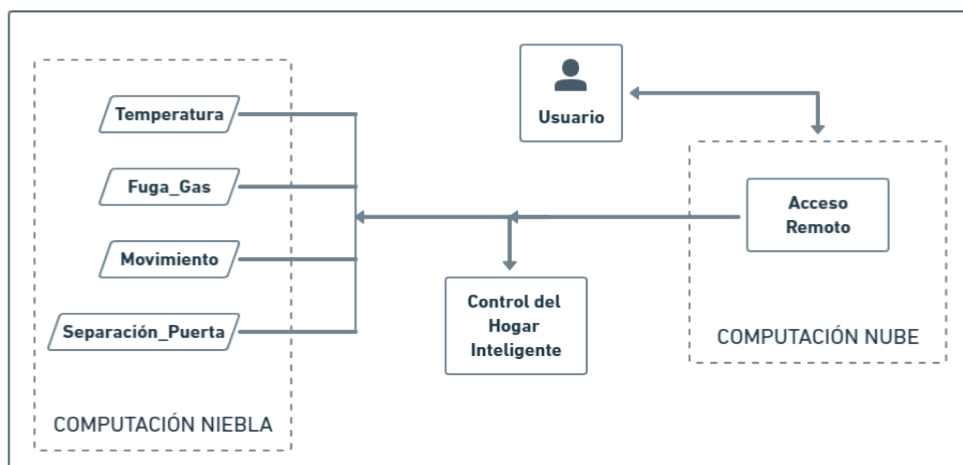 Temperatura
Fuga_Gas
Movimiento
Separación_Puerta
COMPUTACIÓN NIEBLA
Usuario
Control del
Hogar
Inteligente
Acceso
Remoto
COMPUTACIÓN NUBE